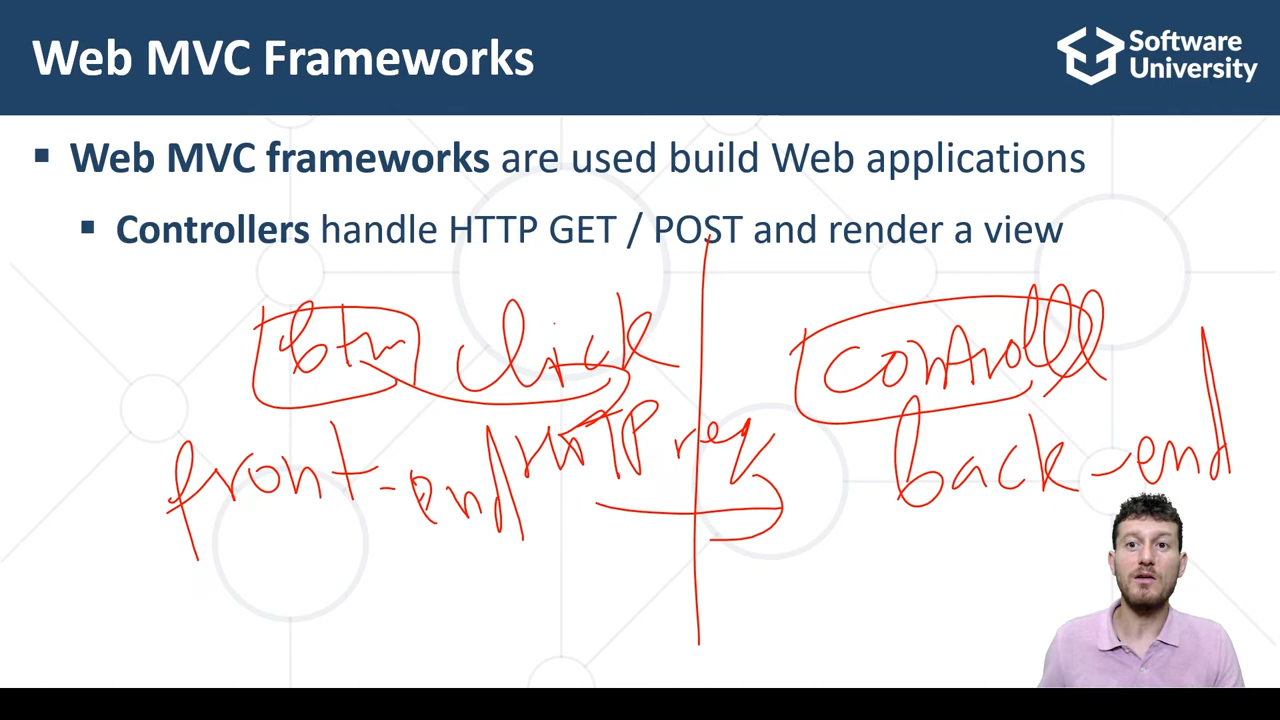 Web MVC Frameworks
Software
University
▪ Web MVC frameworks are used build Web applications
▪ Controllers handle HTTP GET / POST and render a view
btn click
controlll
front-end HTTP req
back-end